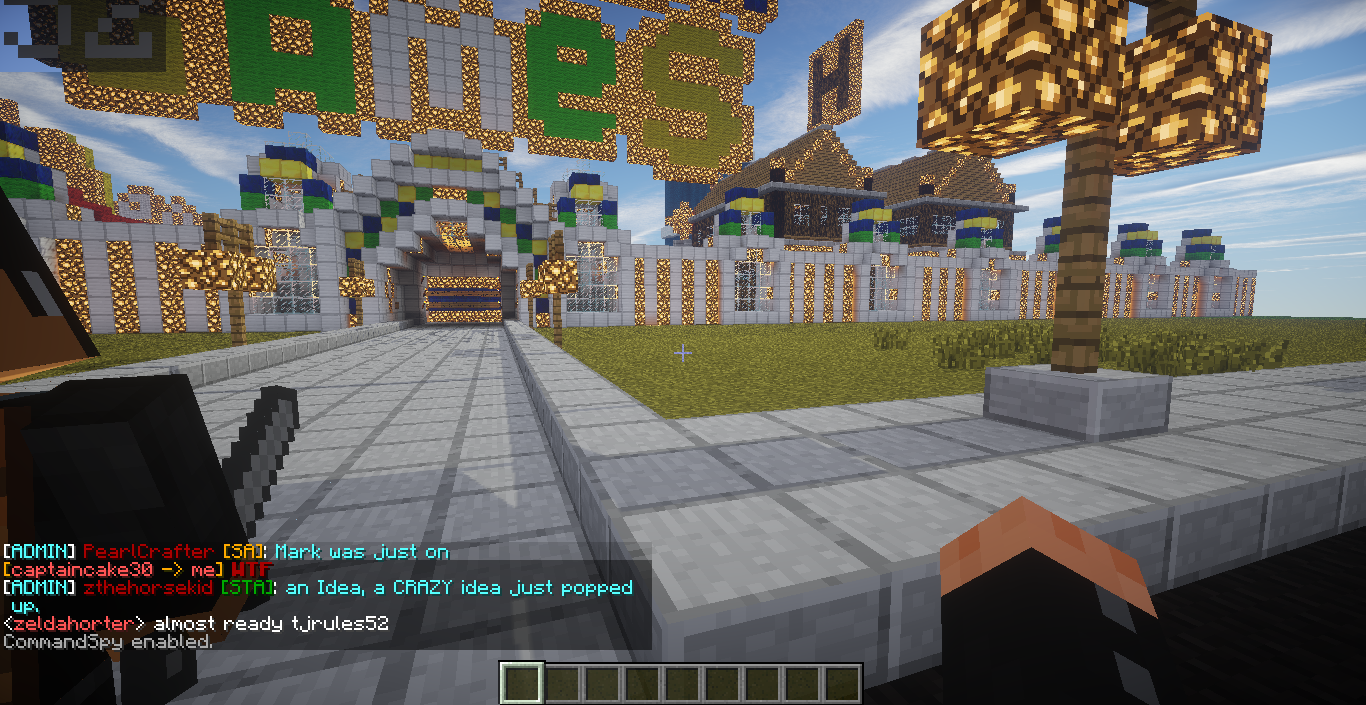 ames
H
[ADMIN] PearlCrafter [SA]: Mark was just on
[captaincake30 -> me] WTF
[ADMIN] zthehorsekid [STA]: an Idea, a CRAZY idea just popped
up.
<zeldahorter> almost ready tjrules52
CommandSpy enabled.